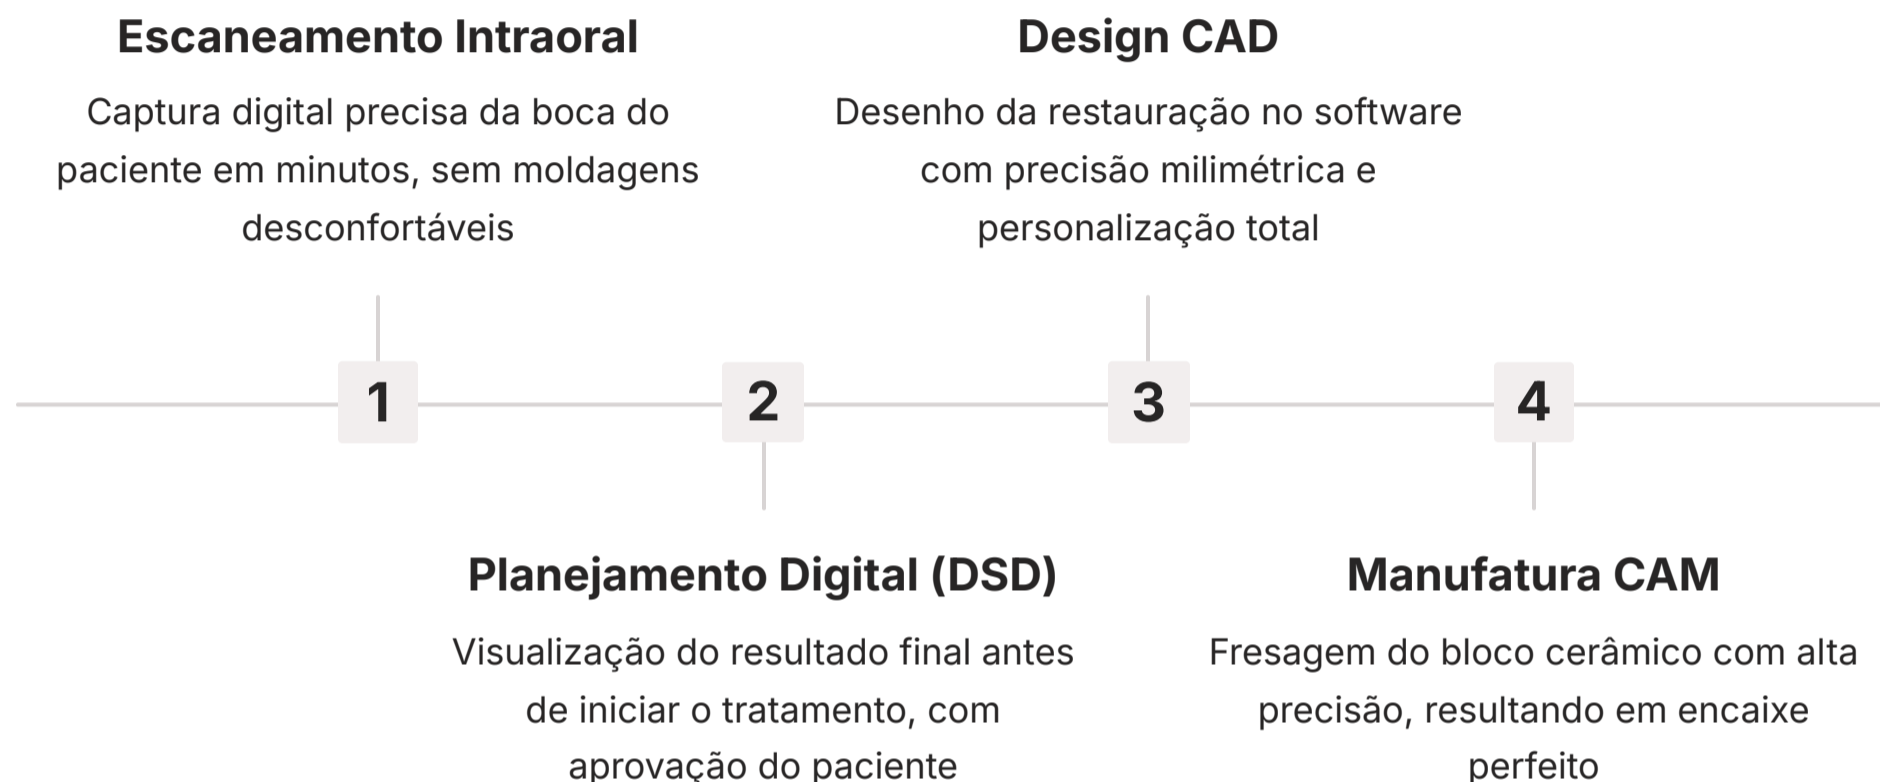 Escaneamento Intraoral
Captura digital precisa da boca do
paciente em minutos, sem moldagens
desconfortáveis
Design CAD
Desenho da restauração no software
com precisão milimétrica e
personalização total
1
2
3
4
Planejamento Digital (DSD)
Visualização do resultado final antes
de iniciar o tratamento, com
aprovação do paciente
Manufatura CAM
Fresagem do bloco cerâmico com alta
precisão, resultando em encaixe
perfeito